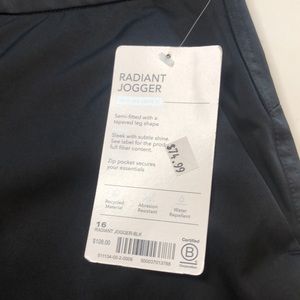 RADIANT
JOGGER
Semi-fitted with a
tapered leg shape
Sleek with subtle shine.
See label for the product
full fiber content.
Zip pocket secures
your essentials
$74.99
Recycled
Material
Abrasion
Resistant
Water
Repellent
16
RADIANT JOGGER-BLK
$108.00
Certified
B
Corporation